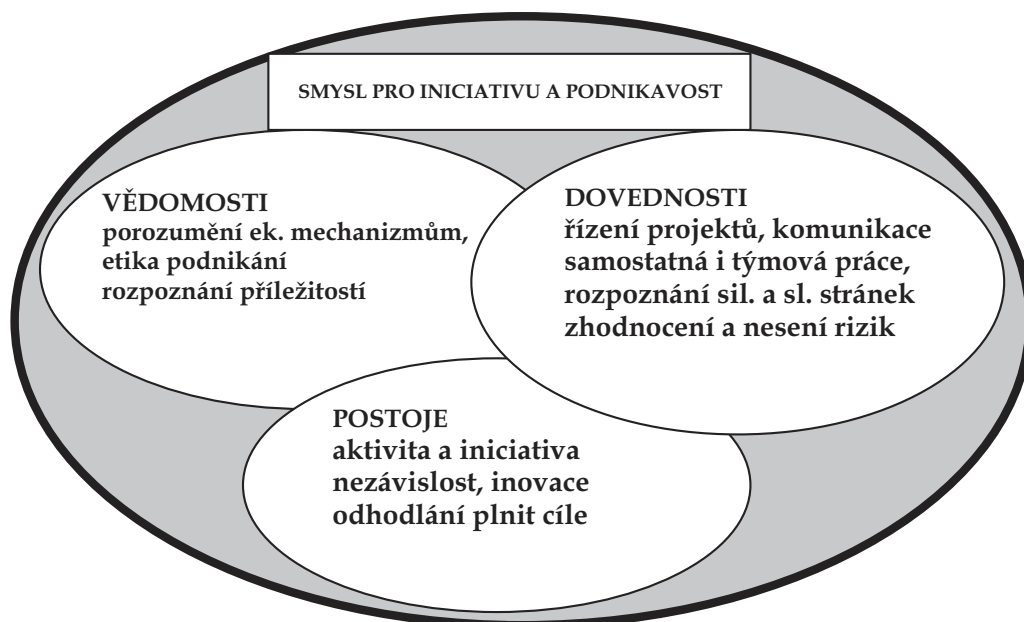 SMYSL PRO INICIATIVU A PODNIKAVOST
VĚDOMOSTI
porozumění ek. mechanizmům,
etika podnikání
rozpoznání příležitostí
DOVEDNOSTI
řízení projektů, komunikace
samostatná i týmová práce,
rozpoznání sil. a sl. stránek
zhodnocení a nesení rizik
POSTOJE
aktivita a iniciativa
nezávislost, inovace
odhodlání plnit cíle